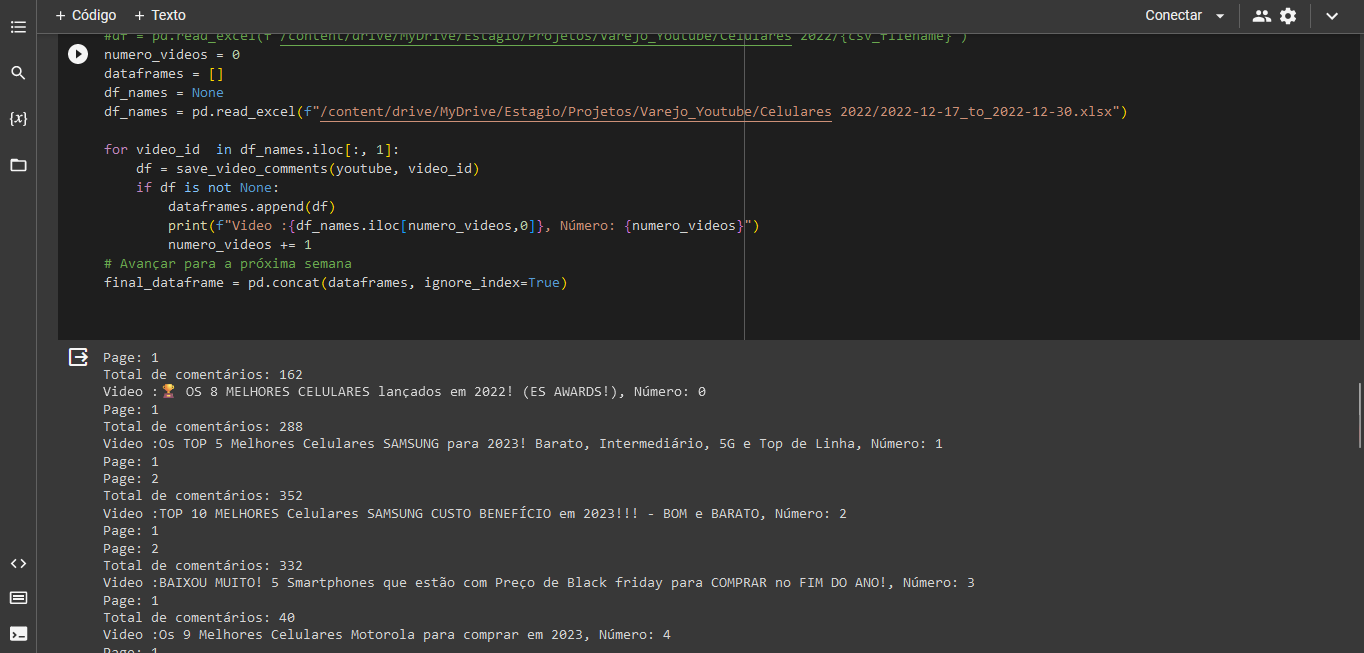 + Código + Texto Conectar
#df = pd.read_excel(f"/content/drive/MyDrive/Estagio/Projetos/Varejo_Youtube/Celulares 2022/{csv_filename}")
numero_videos = 0
dataframes = []
df_names = None
df_names = pd.read_excel(f"/content/drive/MyDrive/Estagio/Projetos/Varejo_Youtube/Celulares 2022/2022-12-17_to_2022-12-30.xlsx")
{x}
for video_id  in df_names.iloc[:, 1]:
    df = save_video_comments(youtube, video_id)
    if df is not None:
        dataframes.append(df)
        print(f"Video :{df_names.iloc[numero_videos,0]}, Número: {numero_videos}")
        numero_videos += 1
# Avançar para a próxima semana
final_dataframe = pd.concat(dataframes, ignore_index=True)
Page: 1
Total de comentários: 162
Video :🏆 OS 8 MELHORES CELULARES lançados em 2022! (ES AWARDS!), Número: 0
Page: 1
Total de comentários: 288
Video :Os TOP 5 Melhores Celulares SAMSUNG para 2023! Barato, Intermediário, 5G e Top de Linha, Número: 1
Page: 1
Page: 2
Total de comentários: 352
Video :TOP 10 MELHORES Celulares SAMSUNG CUSTO BENEFÍCIO em 2023!!! - BOM e BARATO, Número: 2
Page: 1
Page: 2
Total de comentários: 332
Video :BAIXOU MUITO! 5 Smartphones que estão com Preço de Black friday para COMPRAR no FIM DO ANO!, Número: 3
Page: 1
Total de comentários: 40
Video :Os 9 Melhores Celulares Motorola para comprar em 2023, Número: 4
Page: 1